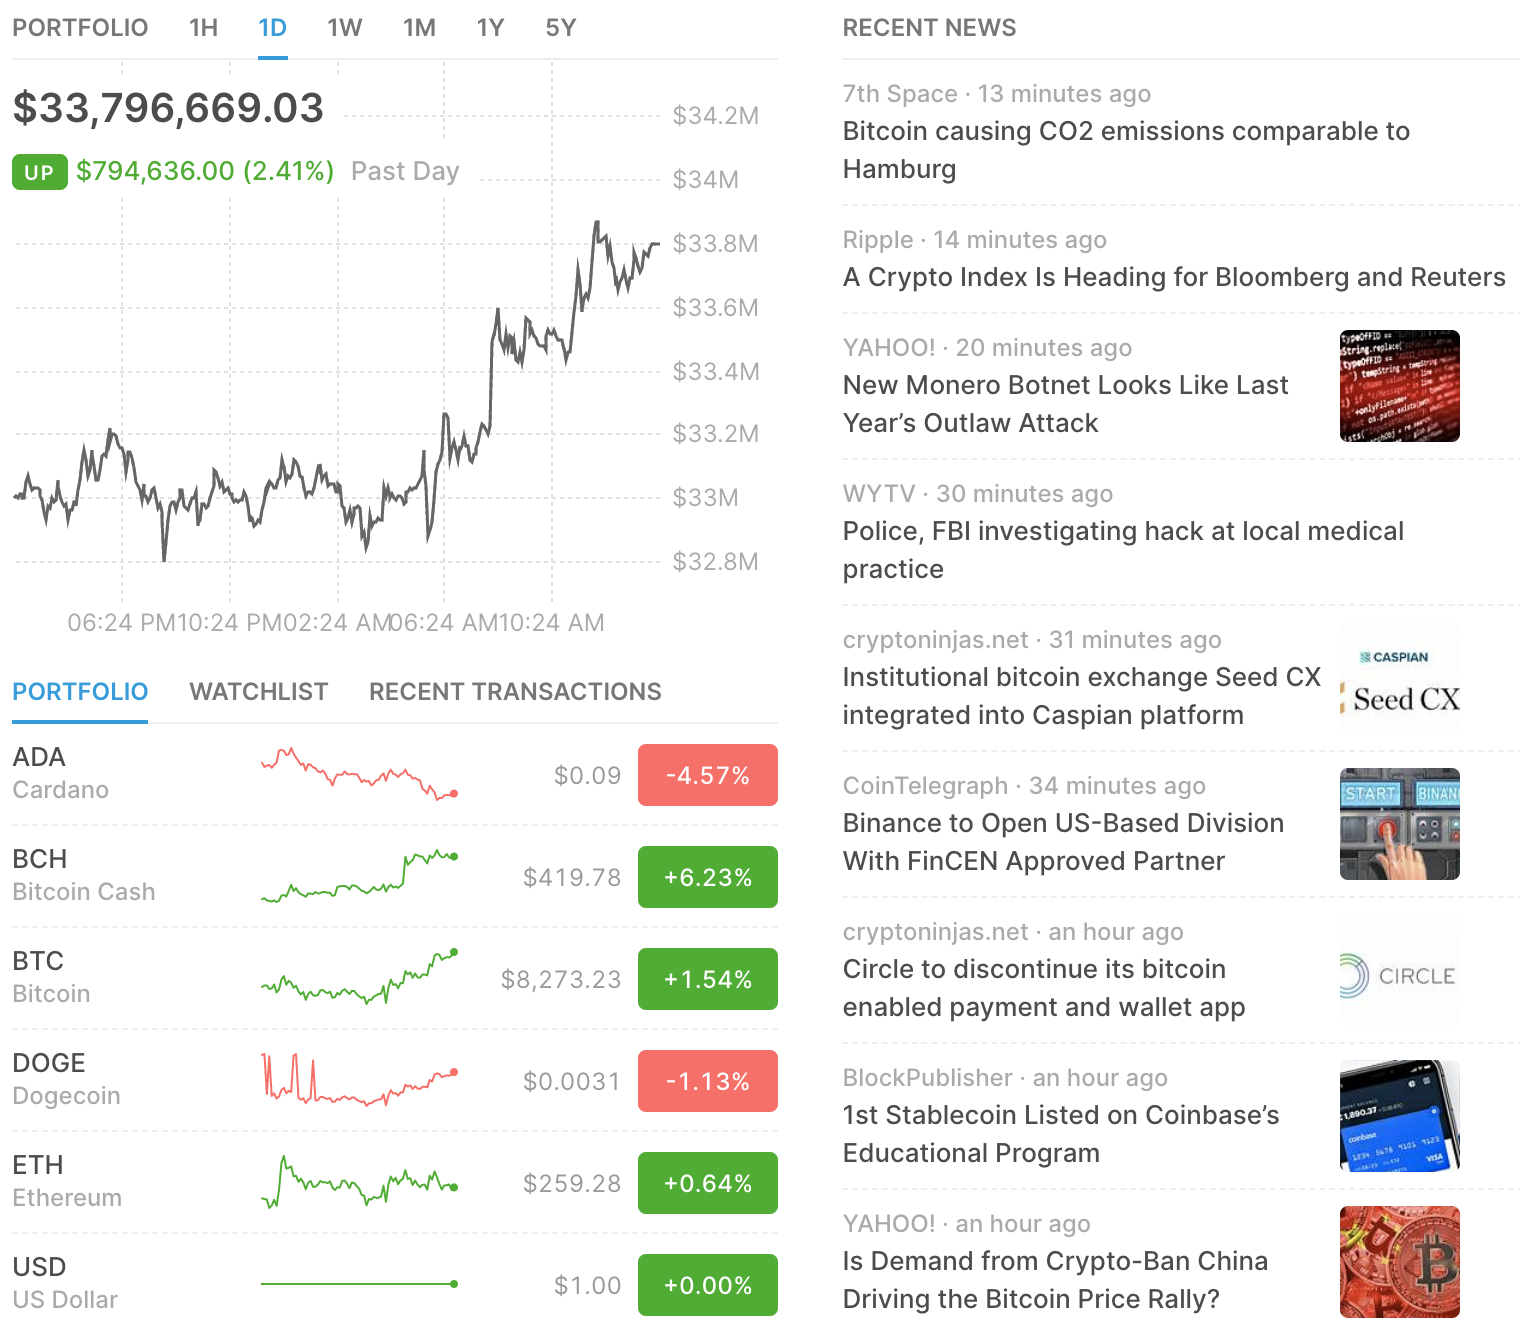 PORTFOLIO 1H 1D 1W 1M 1Y 5Y
$33,796,669.03
UP $794,636.00 (2.41%) Past Day
$34.2M
$34M
$33.8M
$33.6M
$33.4M
$33.2M
$33M
$32.8M
06:24 PM 10:24 PM 02:24 AM 06:24 AM 10:24 AM
PORTFOLIO WATCHLIST RECENT TRANSACTIONS
ADA
Cardano
$0.09 -4.57%
BCH
Bitcoin Cash
$419.78 +6.23%
BTC
Bitcoin
$8,273.23 +1.54%
DOGE
Dogecoin
$0.0031 -1.13%
ETH
Ethereum
$259.28 +0.64%
USD
US Dollar
$1.00 +0.00%
RECENT NEWS
7th Space · 13 minutes ago
Bitcoin causing CO2 emissions comparable to
Hamburg
Ripple · 14 minutes ago
A Crypto Index Is Heading for Bloomberg and Reuters
YAHOO! · 20 minutes ago
New Monero Botnet Looks Like Last
Year’s Outlaw Attack
WYTV · 30 minutes ago
Police, FBI investigating hack at local medical
practice
cryptoninjas.net · 31 minutes ago
Institutional bitcoin exchange Seed CX
integrated into Caspian platform
CASPIAN
Seed CX
CoinTelegraph · 34 minutes ago
Binance to Open US-Based Division
With FinCEN Approved Partner
START BINAN
cryptoninjas.net · an hour ago
Circle to discontinue its bitcoin
enabled payment and wallet app
CIRCLE
BlockPublisher · an hour ago
1st Stablecoin Listed on Coinbase’s
Educational Program
1,890.37
coinbase
1234 5678 9101 1123
VISA
YAHOO! · an hour ago
Is Demand from Crypto-Ban China
Driving the Bitcoin Price Rally?